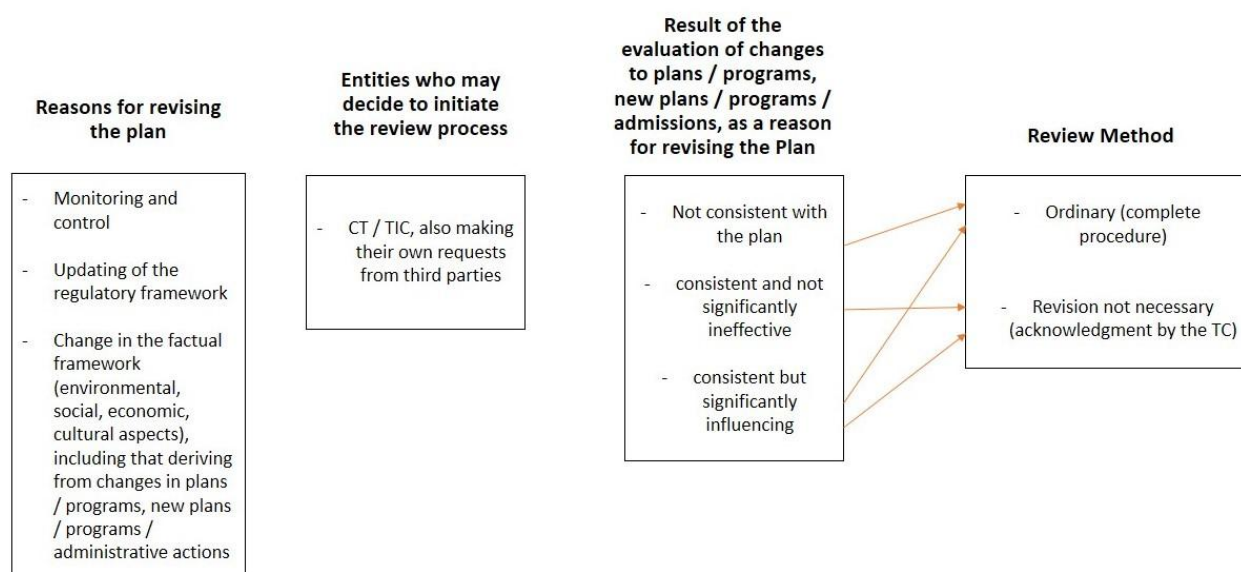 Reasons for revising
the plan
- Monitoring and
control
- Updating of the
regulatory framework
- Change in the factual
framework
(environmental,
social, economic,
cultural aspects),
including that deriving
from changes in plans
/ programs, new plans
/ programs /
administrative actions
Entities who may
decide to initiate
the review process
- CT / TIC, also making
their own requests
from third parties
Result of the
evaluation of changes
to plans / programs,
new plans / programs /
admissions, as a reason
for revising the Plan
- Not consistent with
the plan
- consistent and not
significantly
ineffective
- consistent but
significantly
influencing
Review Method
- Ordinary (complete
procedure)
- Revision not necessary
(acknowledgment by the TC)